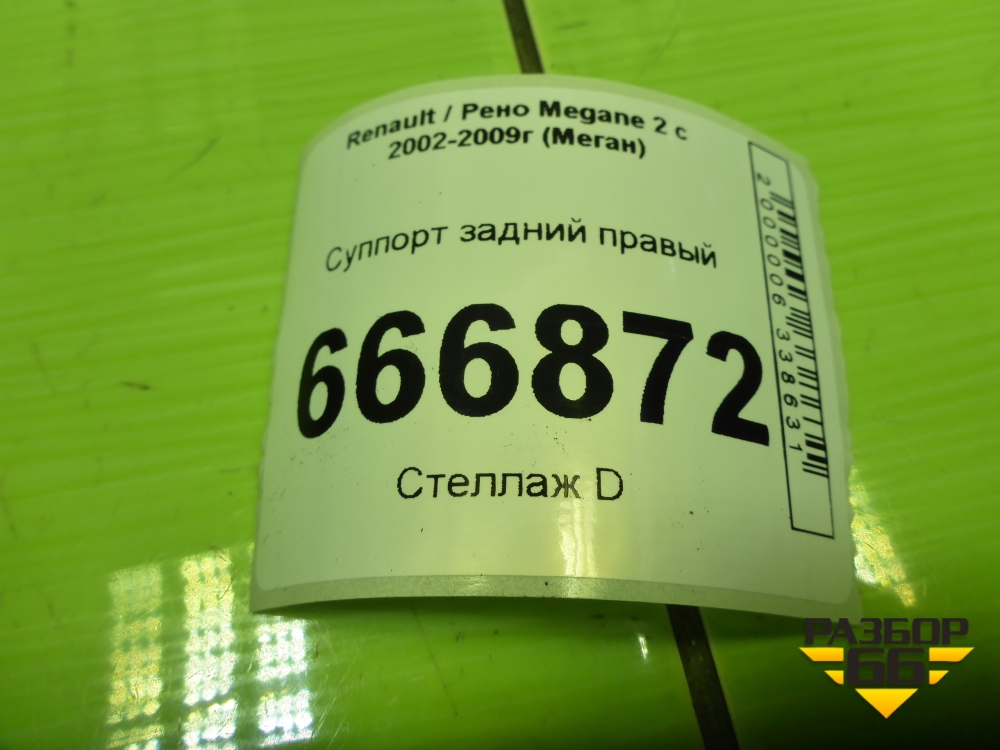 Renault / Рено Megane 2 с
2002-2009г (Меган)
Суппорт задний правый
666872
Стеллаж D
2000006338631
РАЗБОР
66